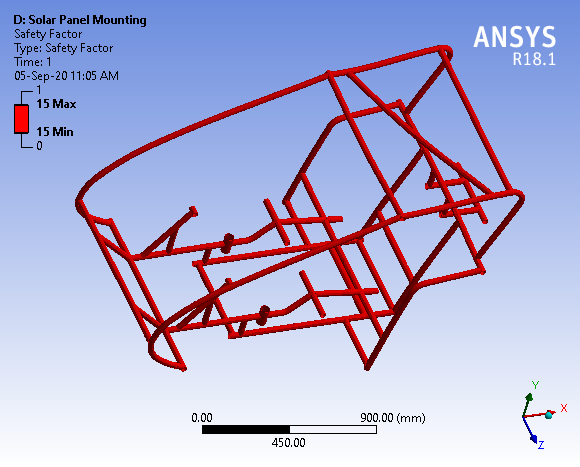 D: Solar Panel Mounting
Safety Factor
Type: Safety Factor
Time: 1
05-Sep-20 11:05 AM
1
15 Max
15 Min
0
ANSYS
R18.1
0.00
900.00 (mm)
450.00
Y
X
Z